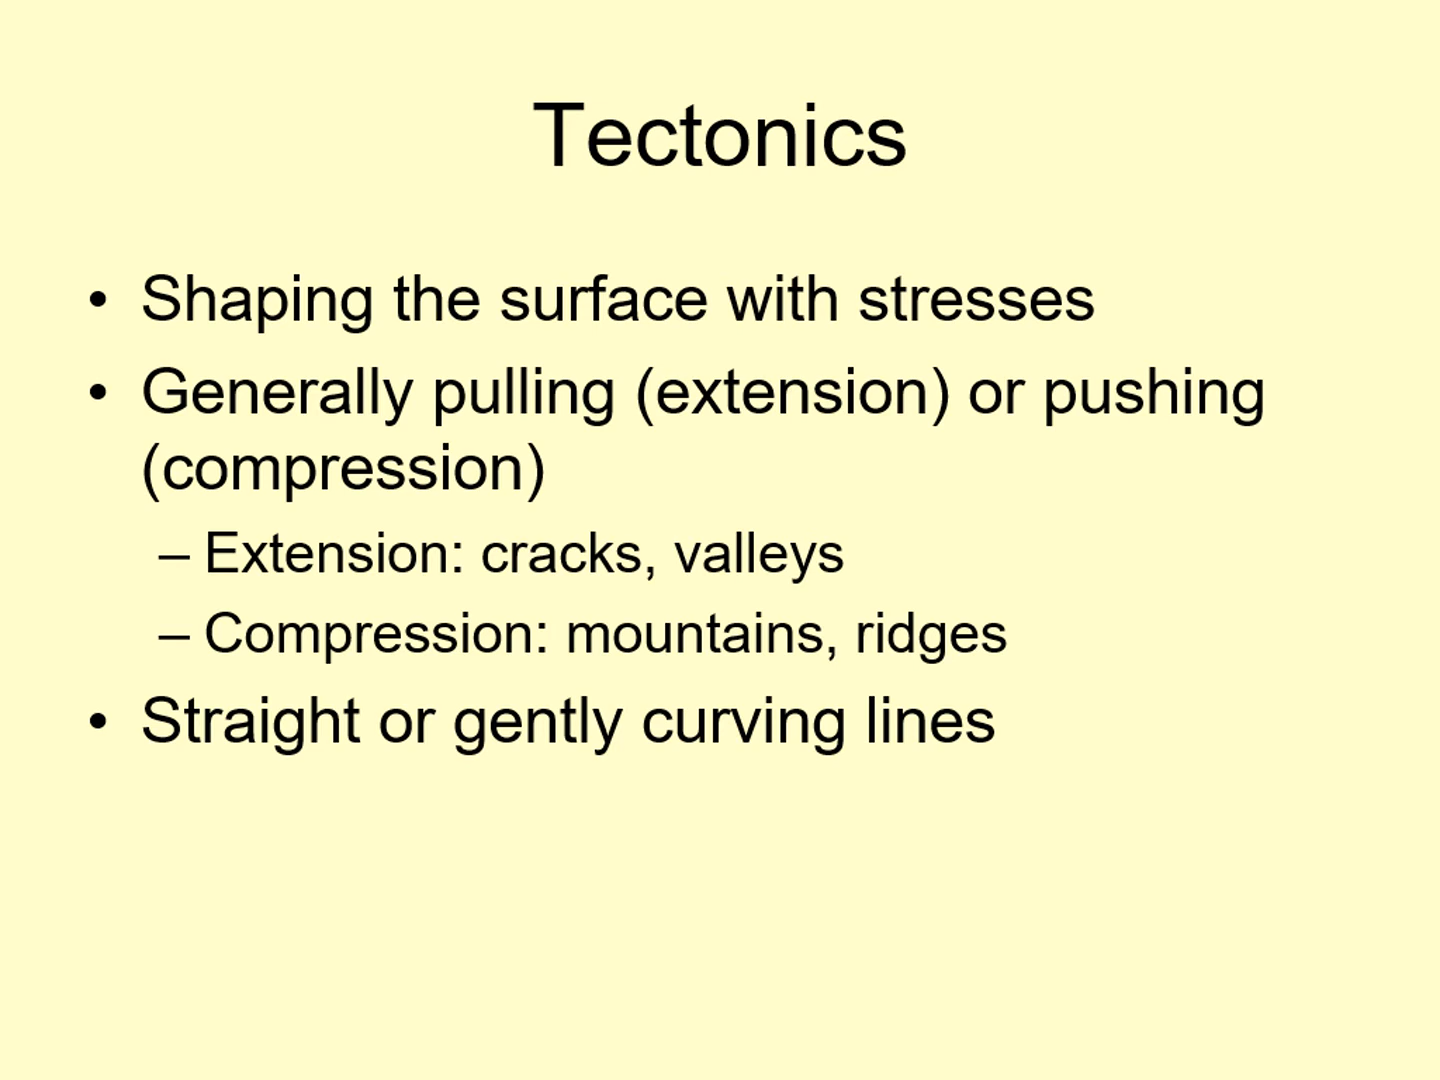 Tectonics
• Shaping the surface with stresses
• Generally pulling (extension) or pushing
(compression)
– Extension: cracks, valleys
– Compression: mountains, ridges
• Straight or gently curving lines